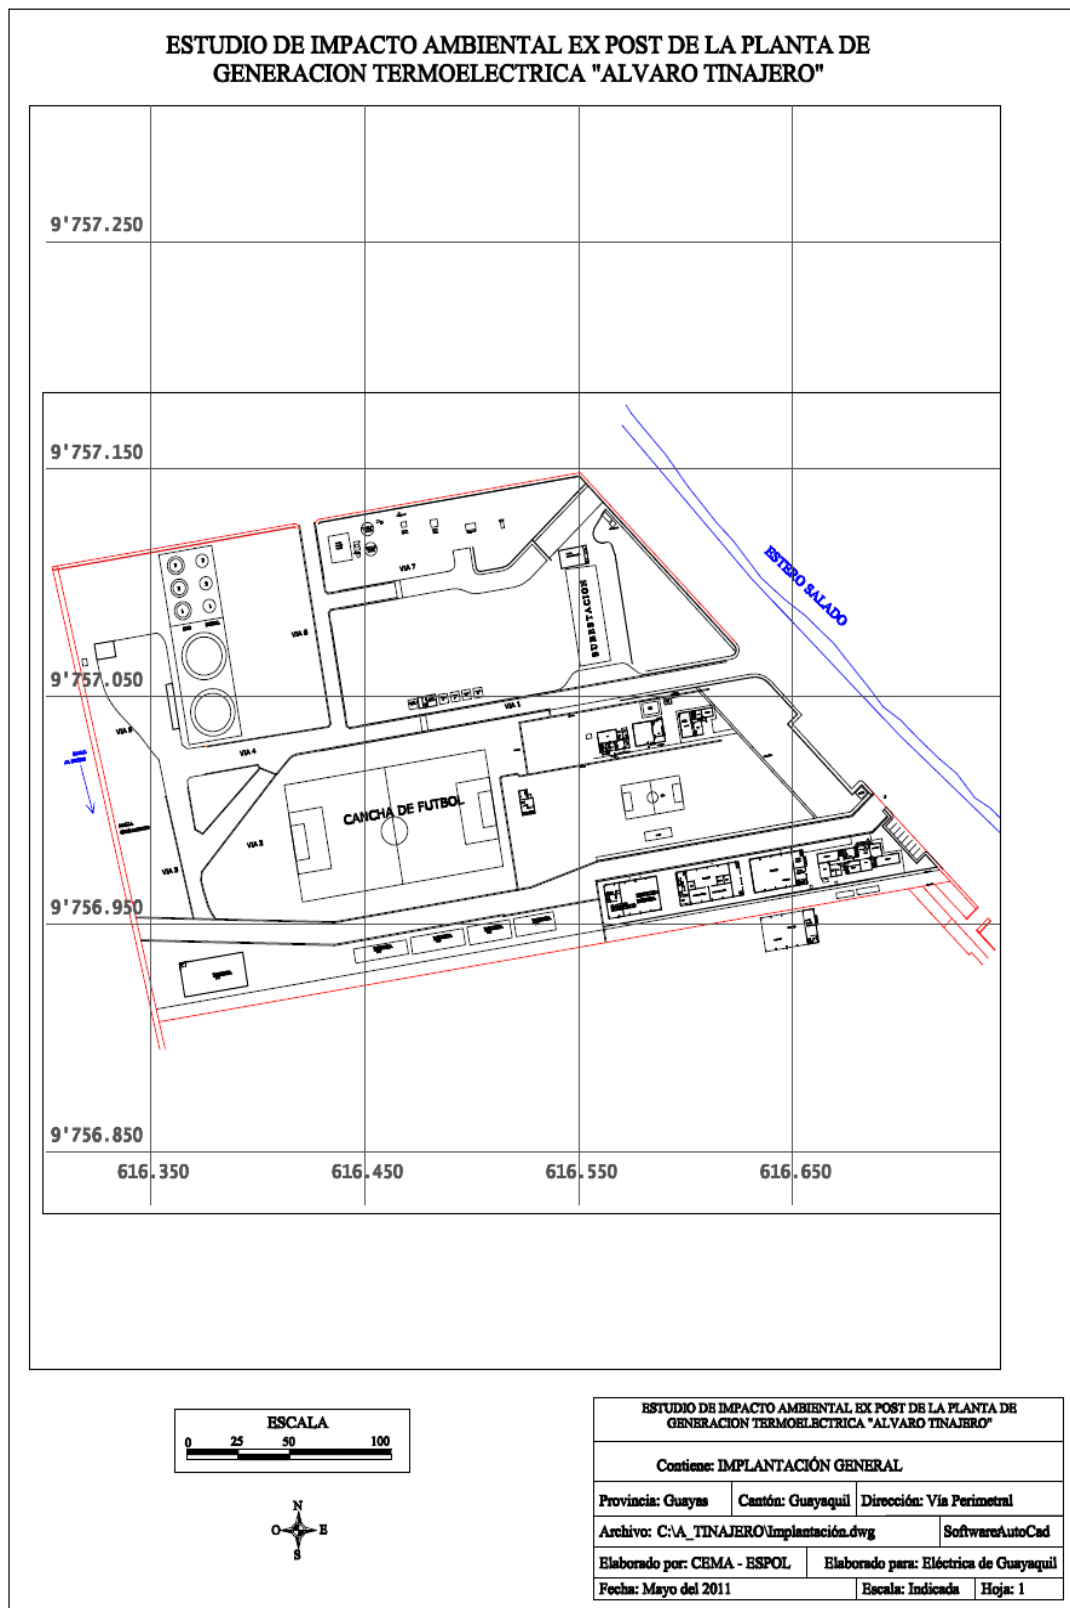 ESTUDIO DE IMPACTO AMBIENTAL EX POST DE LA PLANTA DE
GENERACION TERMOELECTRICA "ALVARO TINAJERO"
9'757.250
9'757.150
ESTERO SALADO
VIA 7
SUBESTACION
VIA 6
9'757.050
VIA 1
VIA 5
VIA 4
CANCHA DE FUTBOL
VIA 2
VIA 3
9'756.950
9'756.850
616.350
616.450
616.550
616.650
ESCALA
0 25 50 100
N
O E
S
ESTUDIO DE IMPACTO AMBIENTAL EX POST DE LA PLANTA DE
GENERACION TERMOELECTRICA "ALVARO TINAJERO"
Contiene: IMPLANTACIÓN GENERAL
Provincia: Guayas Cantón: Guayaquil Dirección: Vía Perimetral
Archivo: C:\A_TINAJERO\Implantación.dwg SoftwareAutoCad
Elaborado por: CEMA - ESPOL Elaborado para: Eléctrica de Guayaquil
Fecha: Mayo del 2011 Escala: Indicada Hoja: 1